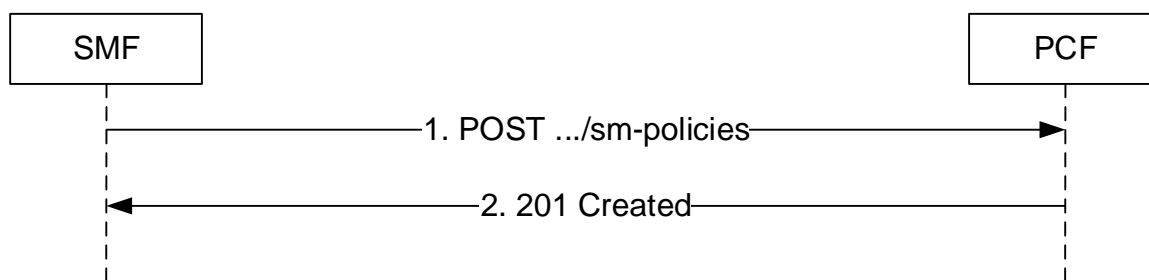 SMF
PCF
1. POST .../sm-policies
2. 201 Created